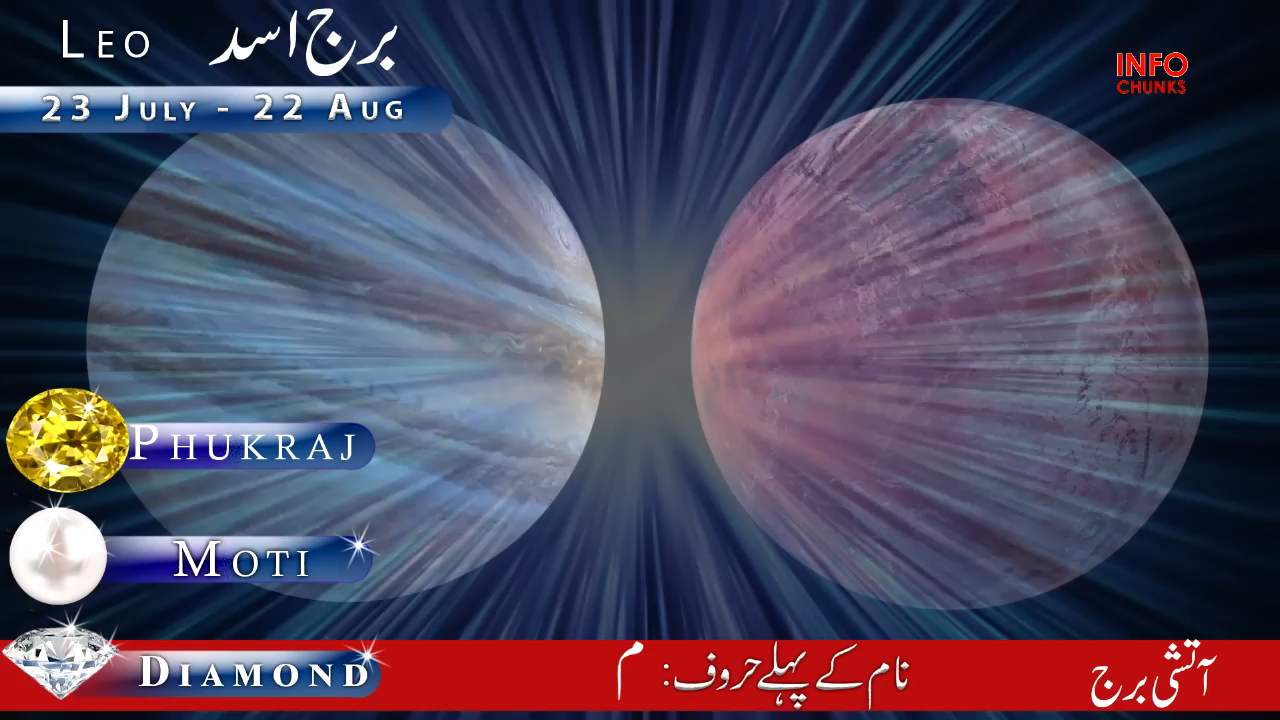 LEO برج اسد
INFO
CHUNKS
23 JULY - 22 AUG
PHUKRAJ
MOTI
DIAMOND
نام کے پہلے حروف: م
آتشی برج